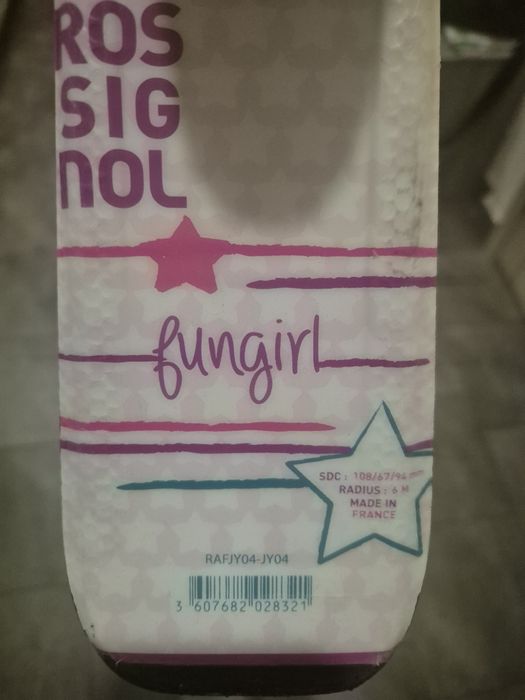 ROS
SIG
NOL
fungirl
SDC : 108/67/94 mm
RADIUS : 6 M
MADE IN
FRANCE
RAFJY04-JY04
3 607682 028321